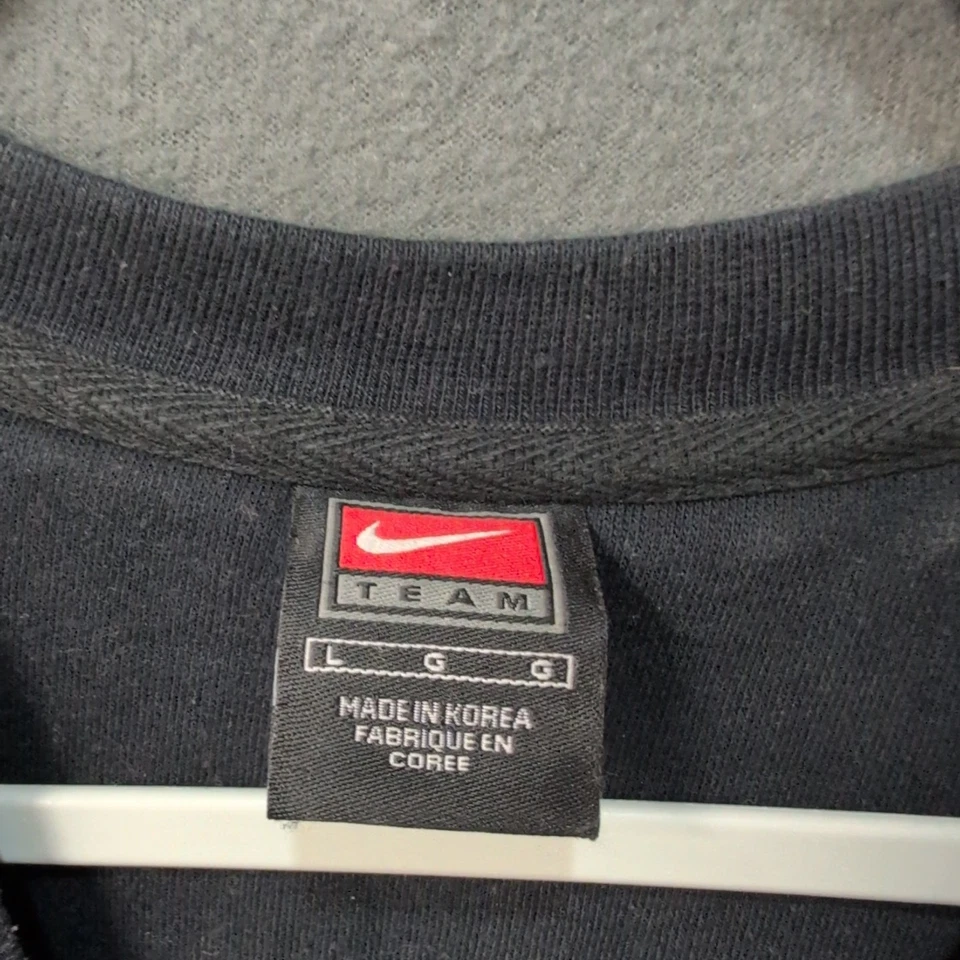 TEAM
L G G
MADE IN KOREA
FABRIQUE EN
COREE